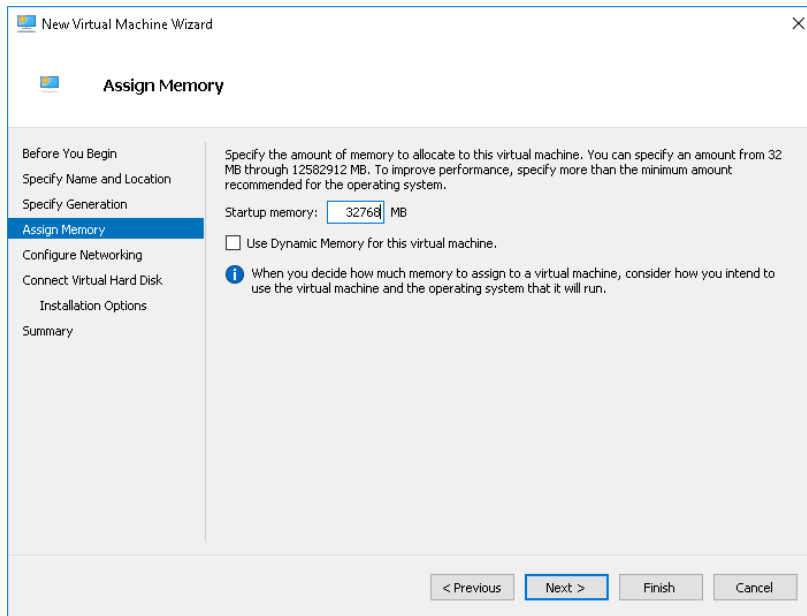 New Virtual Machine Wizard
Assign Memory
Before You Begin
Specify Name and Location
Specify Generation
Assign Memory
Configure Networking
Connect Virtual Hard Disk
Installation Options
Summary
Specify the amount of memory to allocate to this virtual machine. You can specify an amount from 32
MB through 12582912 MB. To improve performance, specify more than the minimum amount
recommended for the operating system.
Startup memory: 32768 MB
Use Dynamic Memory for this virtual machine.
When you decide how much memory to assign to a virtual machine, consider how you intend to
use the virtual machine and the operating system that it will run.
< Previous Next > Finish Cancel